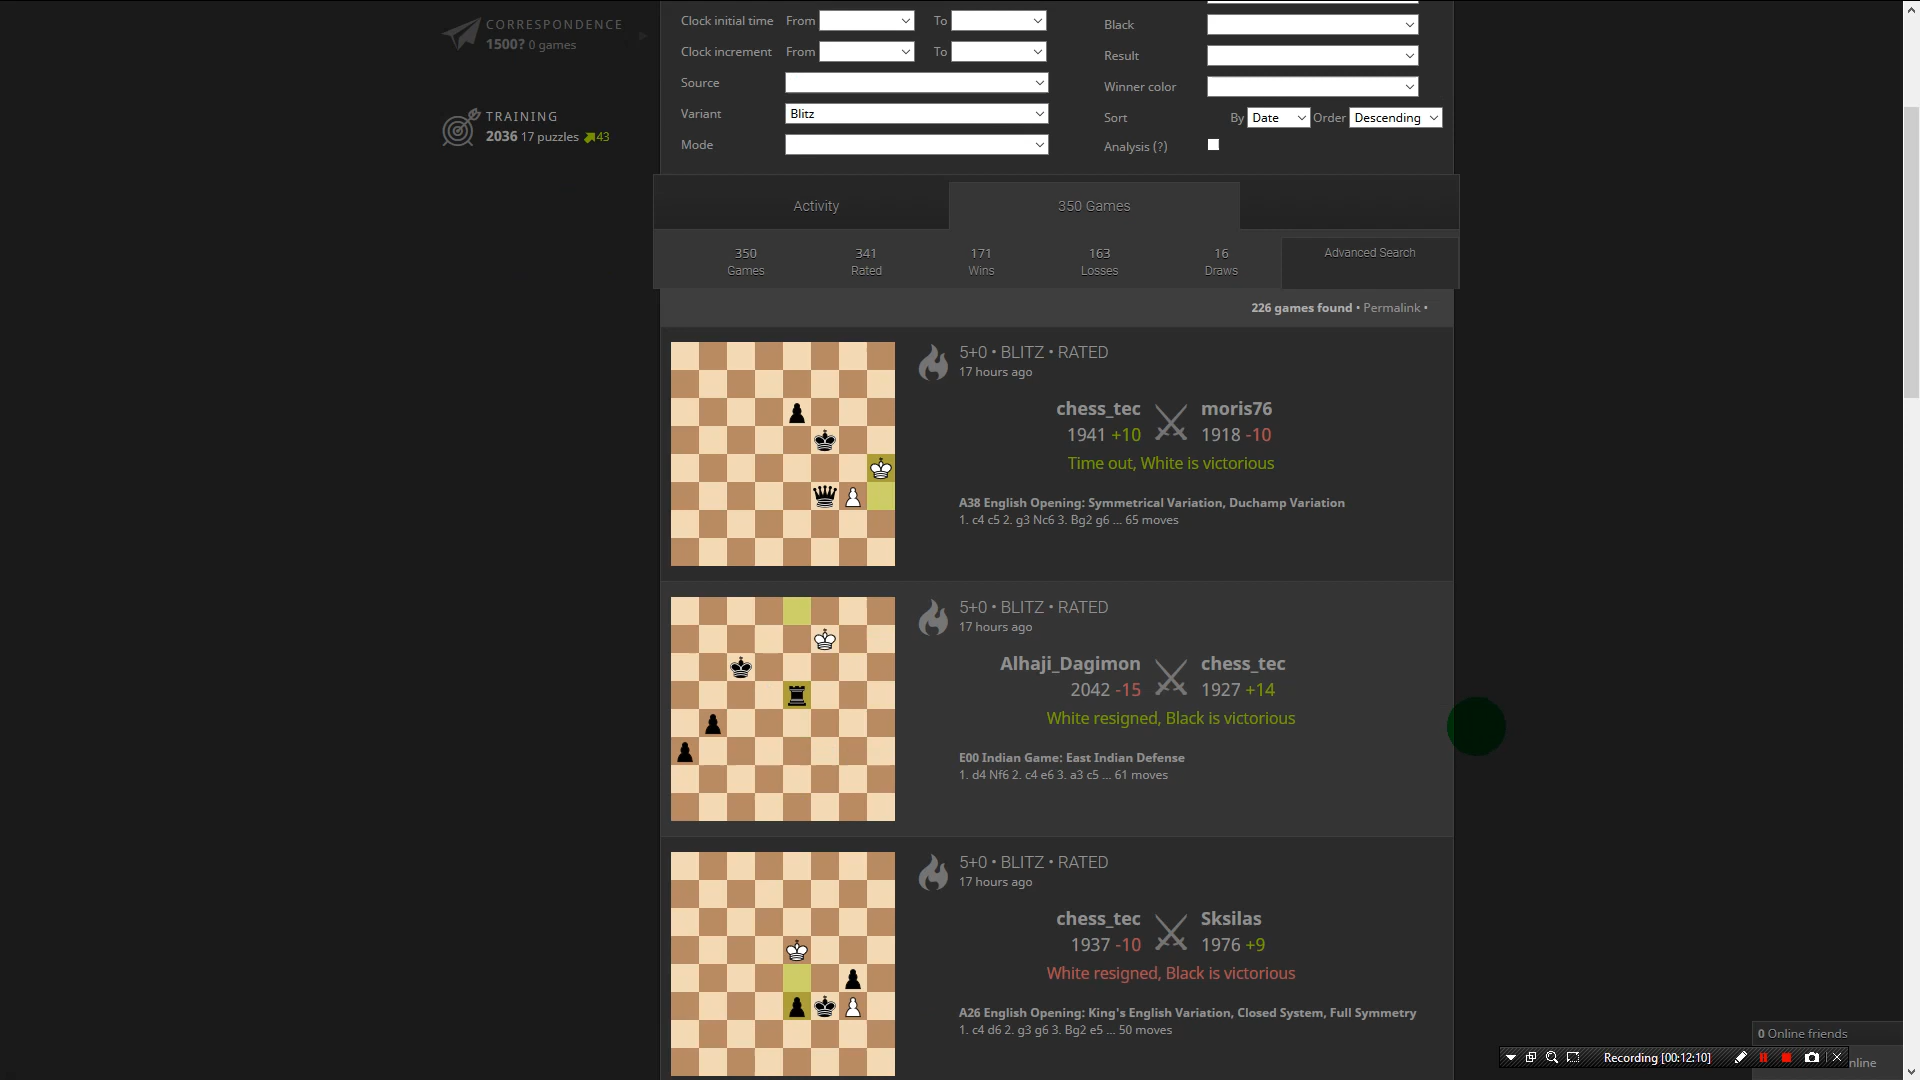 CORRESPONDENCE
1500? 0 games
TRAINING
2036 17 puzzles 43
Clock initial time From To
Clock increment From To
Source
Variant Blitz
Mode
Black
Result
Winner color
Sort By Date Order Descending
Analysis (?)
Activity
350 Games
350 Games
341 Rated
171 Wins
163 Losses
16 Draws
Advanced Search
226 games found • Permalink •
5+0 • BLITZ • RATED
17 hours ago
chess_tec moris76
1941 +10 1918 -10
Time out, White is victorious
A38 English Opening: Symmetrical Variation, Duchamp Variation
1. c4 c5 2. g3 Nc6 3. Bg2 g6 ... 65 moves
5+0 • BLITZ • RATED
17 hours ago
Alhaji_Dagimon chess_tec
2042 -15 1927 +14
White resigned, Black is victorious
E00 Indian Game: East Indian Defense
1. d4 Nf6 2. c4 e6 3. a3 c5 ... 61 moves
5+0 • BLITZ • RATED
17 hours ago
chess_tec Sksilas
1937 -10 1976 +9
White resigned, Black is victorious
A26 English Opening: King's English Variation, Closed System, Full Symmetry
1. c4 d6 2. g3 g6 3. Bg2 e5 ... 50 moves
0 Online friends
Recording [00:12:10]
nline